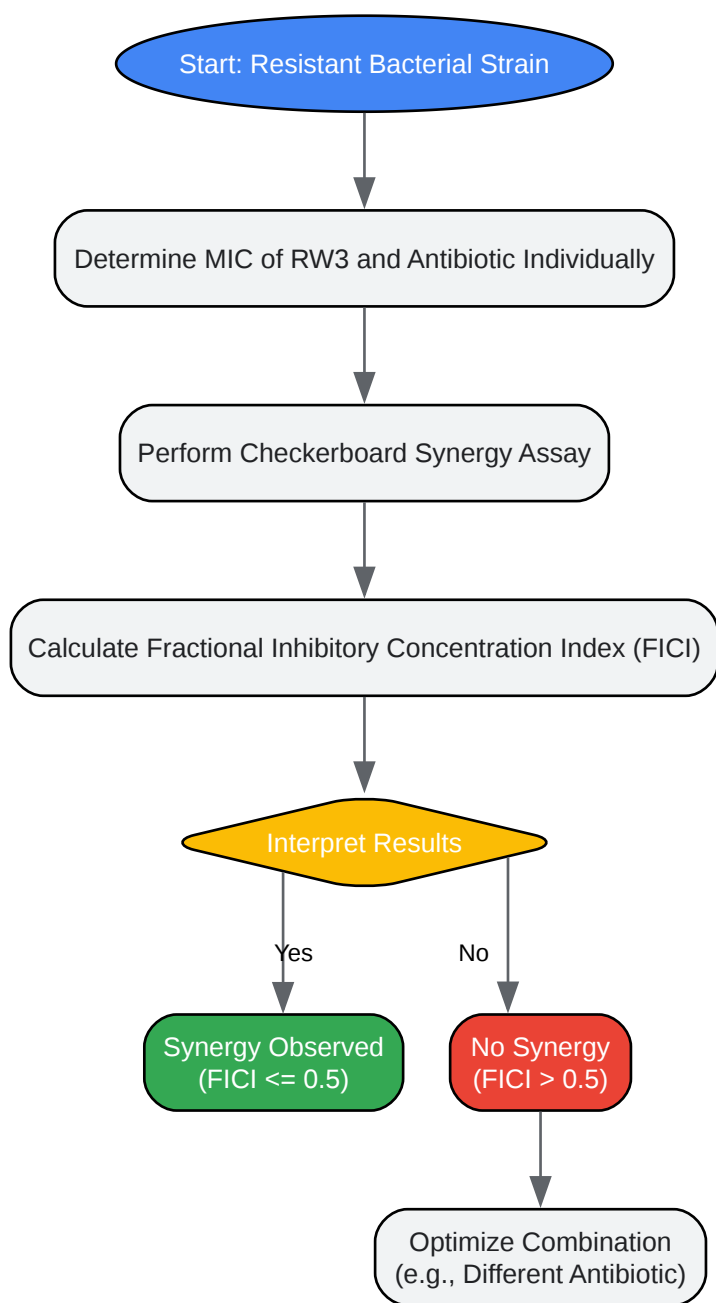 Start: Resistant Bacterial Strain
Determine MIC of RW3 and Antibiotic Individually
Perform Checkerboard Synergy Assay
Calculate Fractional Inhibitory Concentration Index (FICI)
Interpret Results
Yes
No
Synergy Observed
(FICI <= 0.5)
No Synergy
(FICI > 0.5)
Optimize Combination
(e.g., Different Antibiotic)